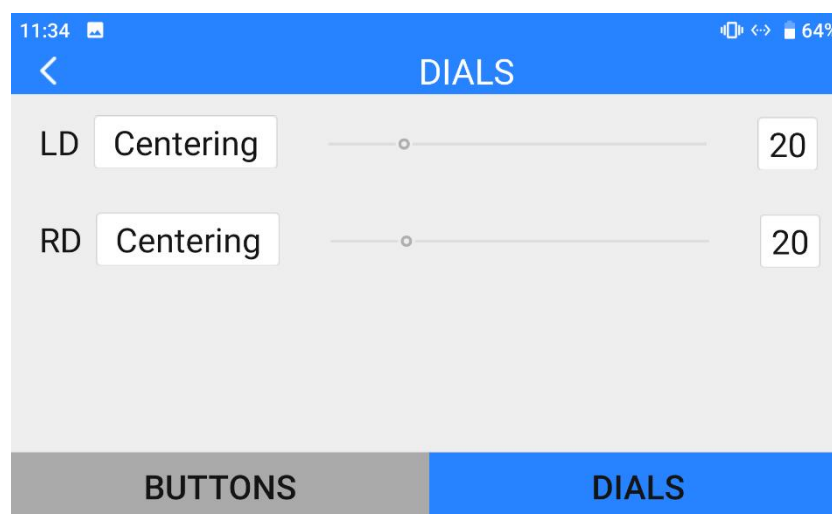 11:34 64%
DIALS
LD Centering 20
RD Centering 20
BUTTONS DIALS